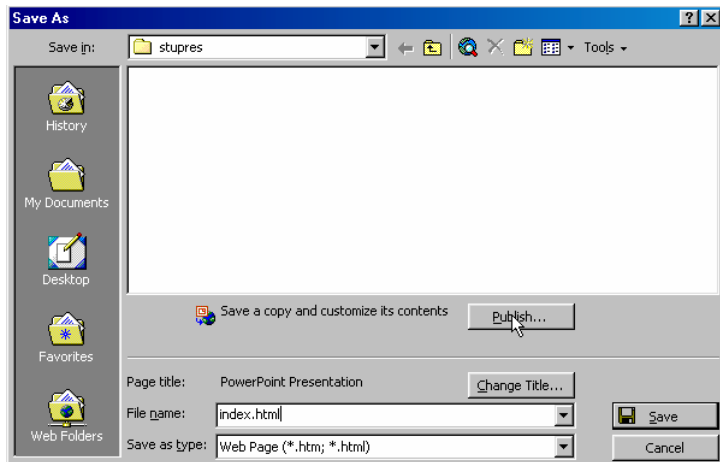 Save As
Save in: stupres Tools
History
My Documents
Desktop
Favorites
Web Folders
Save a copy and customize its contents Publish...
Page title: PowerPoint Presentation Change Title...
File name: index.html Save
Save as type: Web Page (*.htm; *.html) Cancel